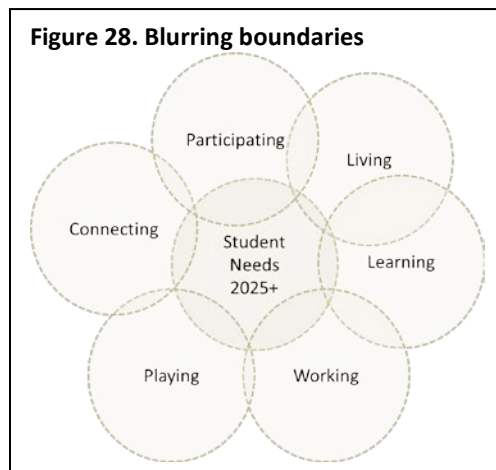 Figure 28. Blurring boundaries
Participating
Living
Connecting
Student
Needs
2025+
Learning
Playing
Working